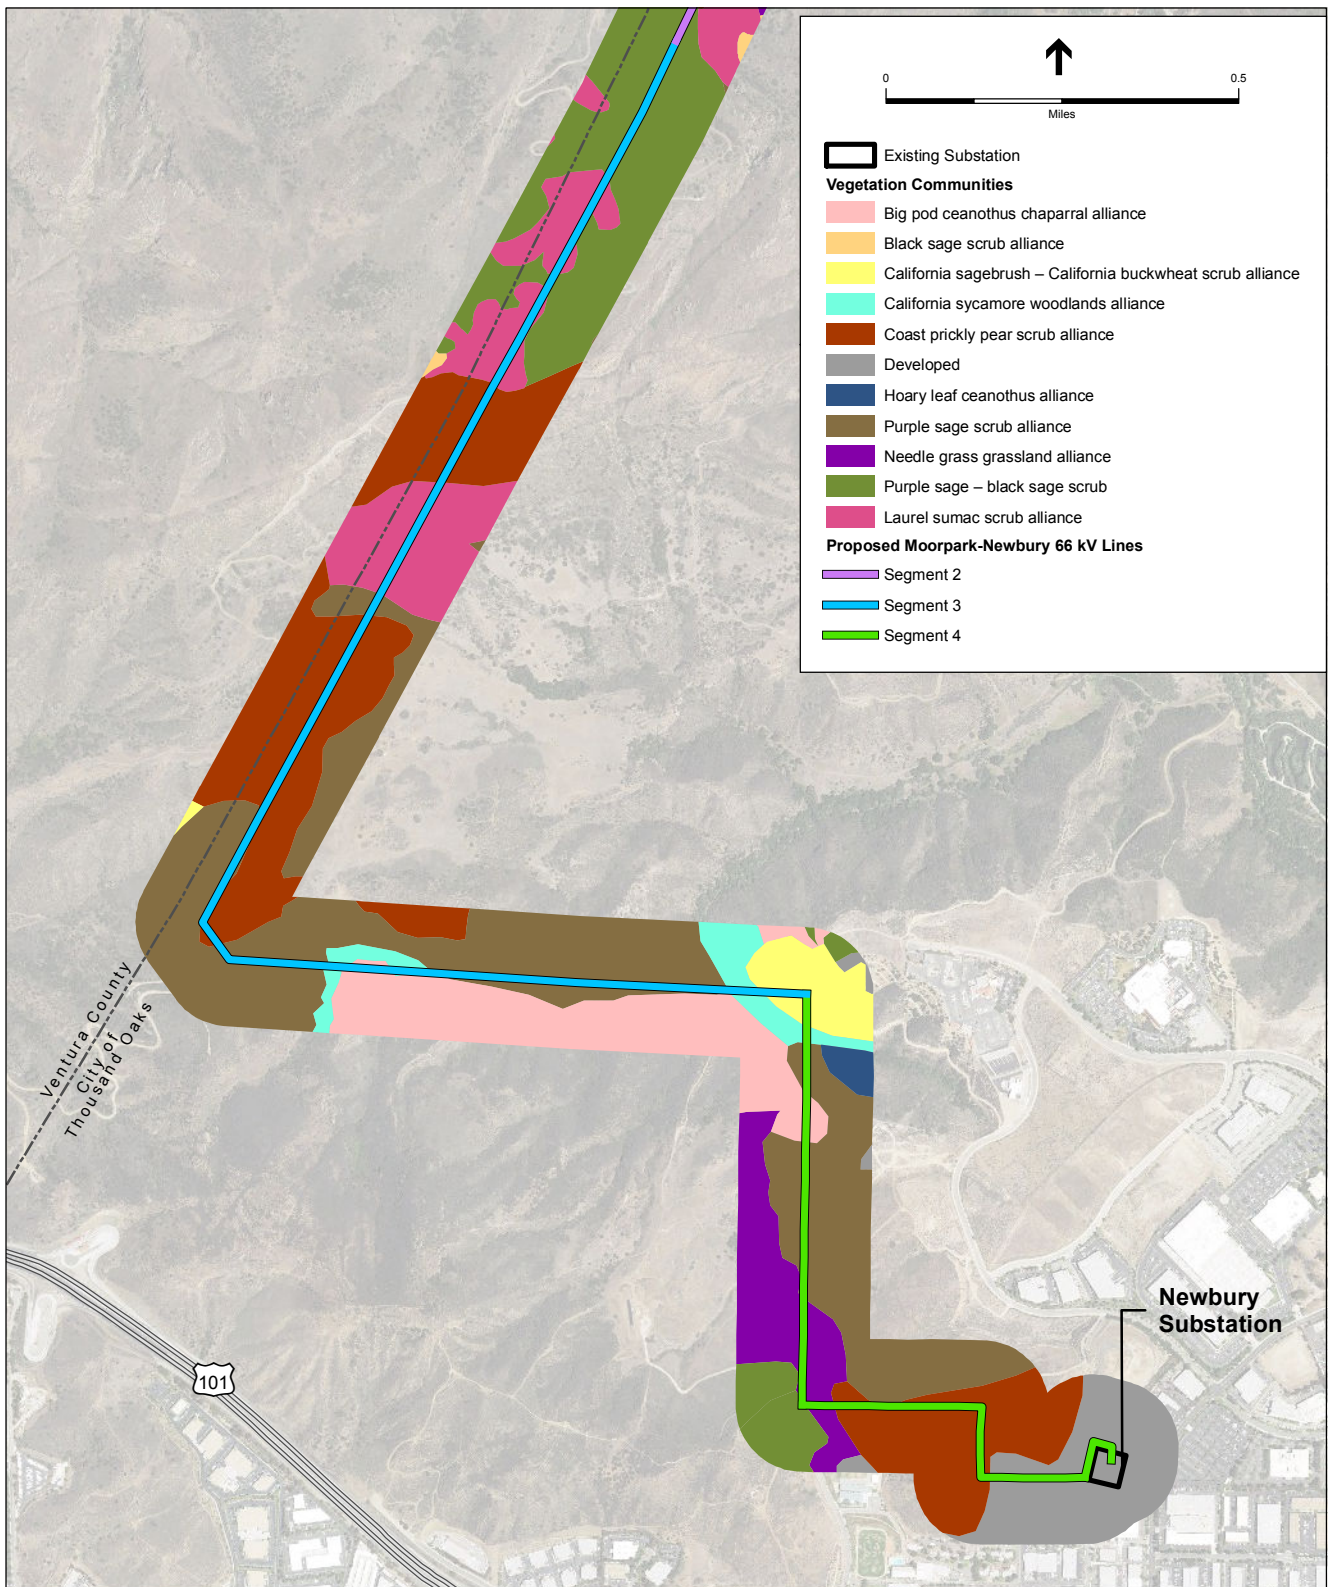 0
0.5
Miles
Existing Substation
Vegetation Communities
Big pod ceanothus chaparral alliance
Black sage scrub alliance
California sagebrush – California buckwheat scrub alliance
California sycamore woodlands alliance
Coast prickly pear scrub alliance
Developed
Hoary leaf ceanothus alliance
Purple sage scrub alliance
Needle grass grassland alliance
Purple sage – black sage scrub
Laurel sumac scrub alliance
Proposed Moorpark-Newbury 66 kV Lines
Segment 2
Segment 3
Segment 4
Ventura County
City of
Thousand Oaks
Newbury
Substation
101